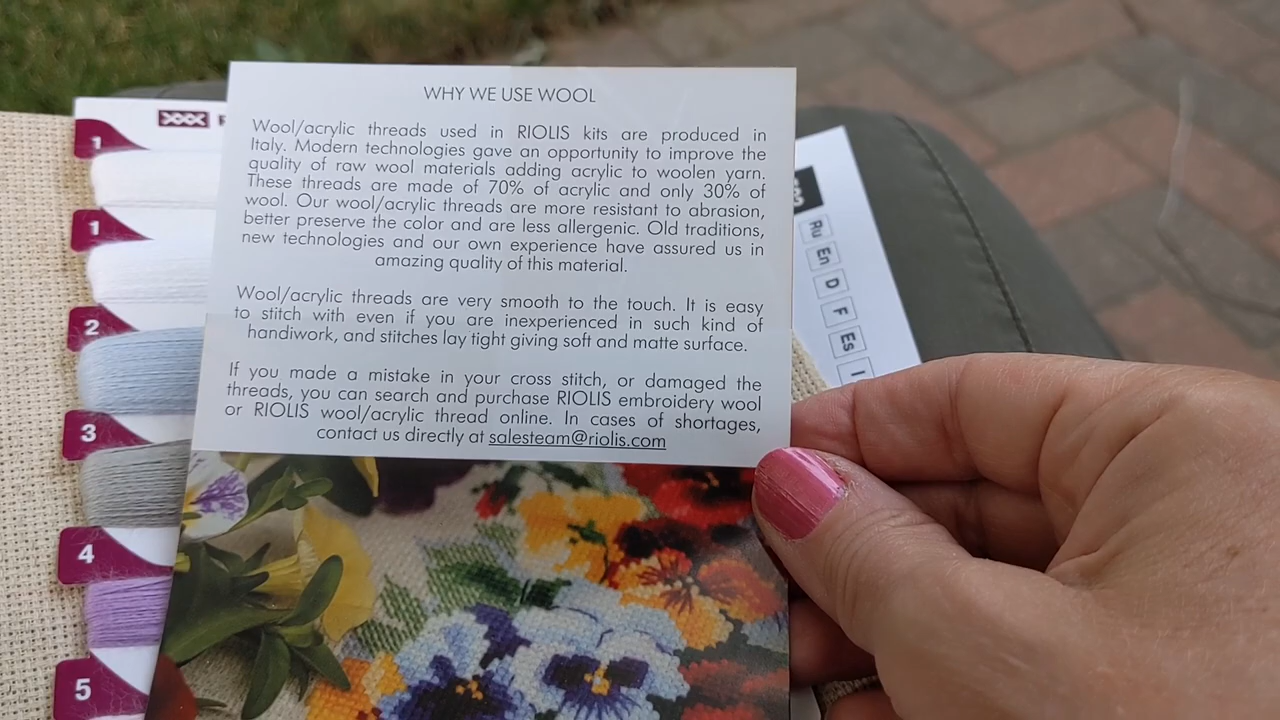 WHY WE USE WOOL
Wool/acrylic threads used in RIOLIS kits are produced in
Italy. Modern technologies gave an opportunity to improve the
quality of raw wool materials adding acrylic to woolen yarn.
These threads are made of 70% of acrylic and only 30% of
wool. Our wool/acrylic threads are more resistant to abrasion,
better preserve the color and are less allergenic. Old traditions,
new technologies and our own experience have assured us in
amazing quality of this material.
Wool/acrylic threads are very smooth to the touch. It is easy
to stitch with even if you are inexperienced in such kind of
handiwork, and stitches lay tight giving soft and matte surface.
If you made a mistake in your cross stitch, or damaged the
threads, you can search and purchase RIOLIS embroidery wool
or RIOLIS wool/acrylic thread online. In cases of shortages,
contact us directly at salesteam@riolis.com
1
1
2
3
4
5
Ru
En
D
F
Es
I